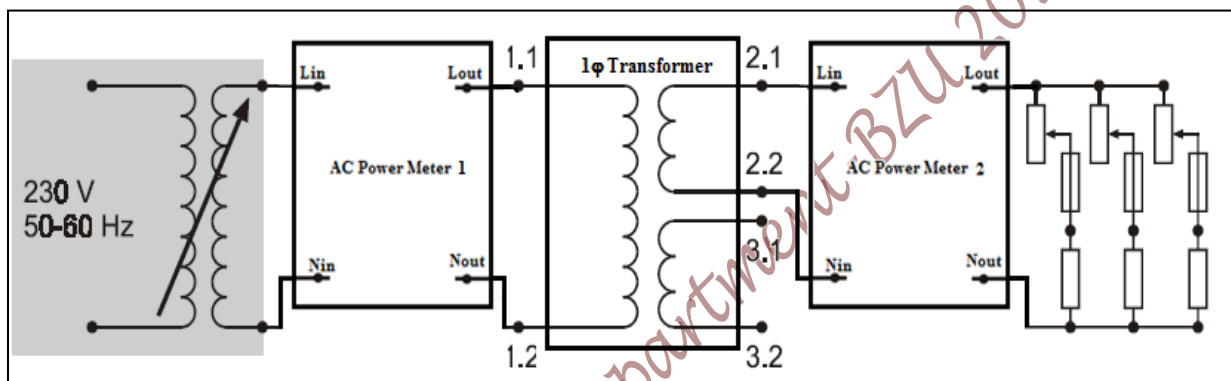 230 V
50-60 Hz
Lin
Lout
AC Power Meter 1
Nin
Nout
1.1
1.2
1φ Transformer
2.1
2.2
3.1
3.2
Lin
Lout
AC Power Meter 2
Nin
Nout
partment-BZU 20